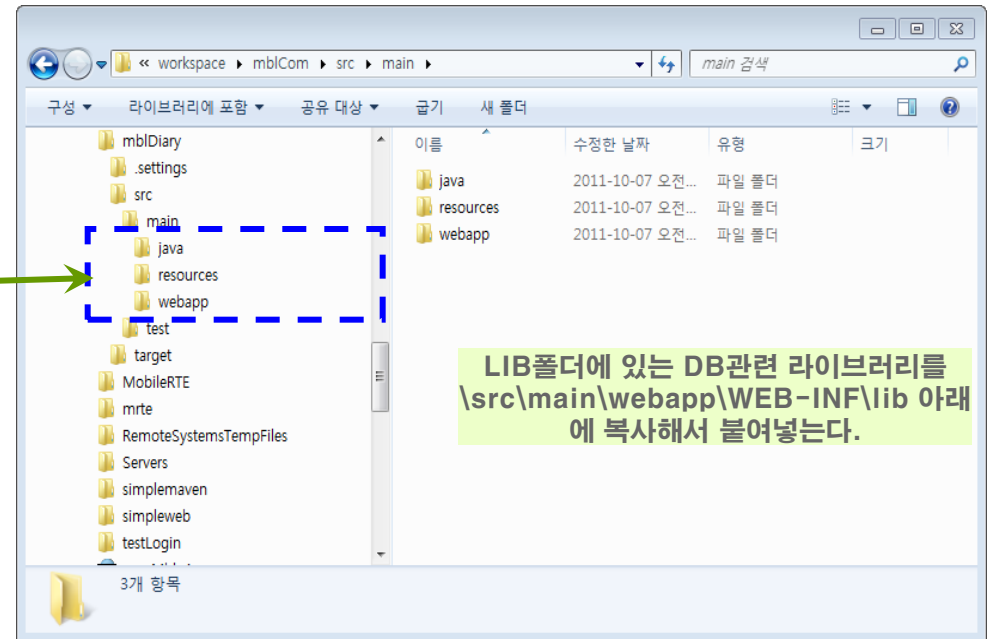 « workspace ▸ mblCom ▸ src ▸ main ▸
main 검색
구성 ▾ 라이브러리에 포함 ▾ 공유 대상 ▾ 굽기 새 폴더
mblDiary
.settings
src
main
java
resources
webapp
test
target
MobileRTE
mrte
RemoteSystemsTempFiles
Servers
simplemaven
simpleweb
testLogin
이름 수정한 날짜 유형 크기
java 2011-10-07 오전... 파일 폴더
resources 2011-10-07 오전... 파일 폴더
webapp 2011-10-07 오전... 파일 폴더
LIB폴더에 있는 DB관련 라이브러리를
\src\main\webapp\WEB-INF\lib 아래
에 복사해서 붙여넣는다.
3개 항목